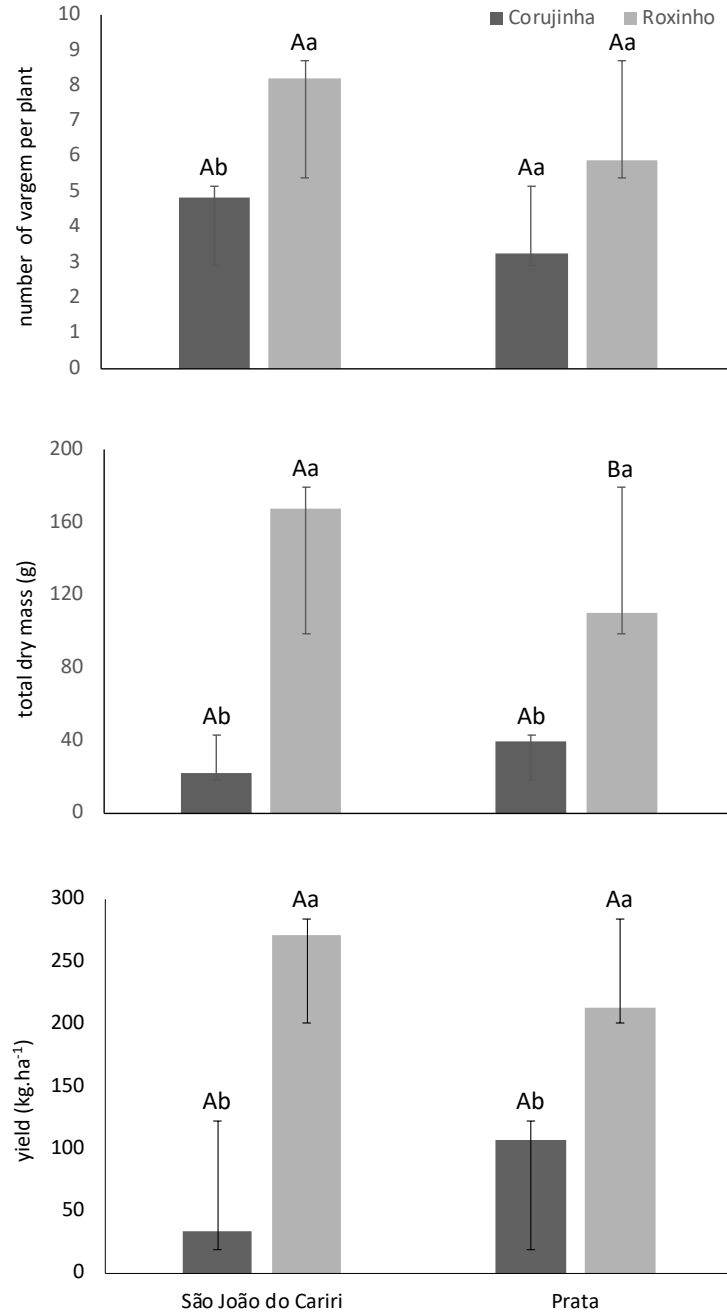 Corujinha Roxinho
number of vargem per plant
10
9
8
7
6
5
4
3
2
1
0
Ab
Aa
Aa
Aa
total dry mass (g)
200
160
120
80
40
0
Ab
Aa
Ab
Ba
yield (kg.ha⁻¹)
300
250
200
150
100
50
0
Ab
Aa
Ab
Aa
São João do Cariri Prata